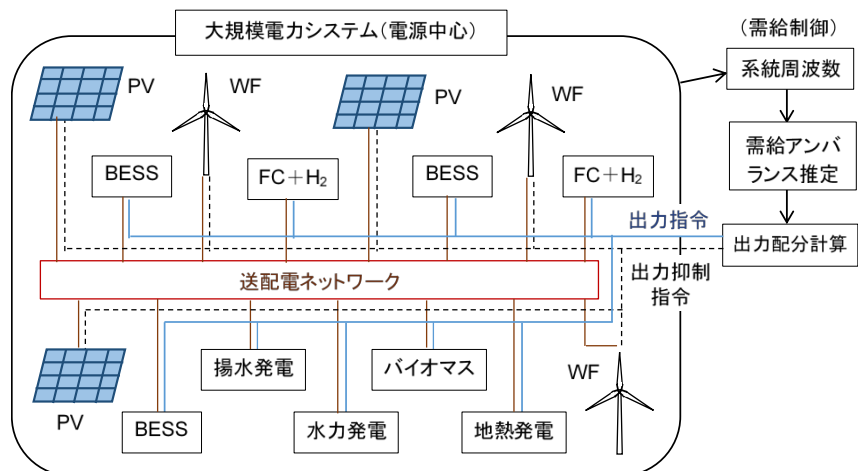 大規模電力システム（電源中心）
（需給制御）
PV
WF
PV
WF
系統周波数
BESS
FC＋H₂
BESS
FC＋H₂
需給アンバ
ランス推定
出力指令
出力配分計算
送配電ネットワーク
出力抑制
指令
揚水発電
バイオマス
WF
PV
BESS
水力発電
地熱発電